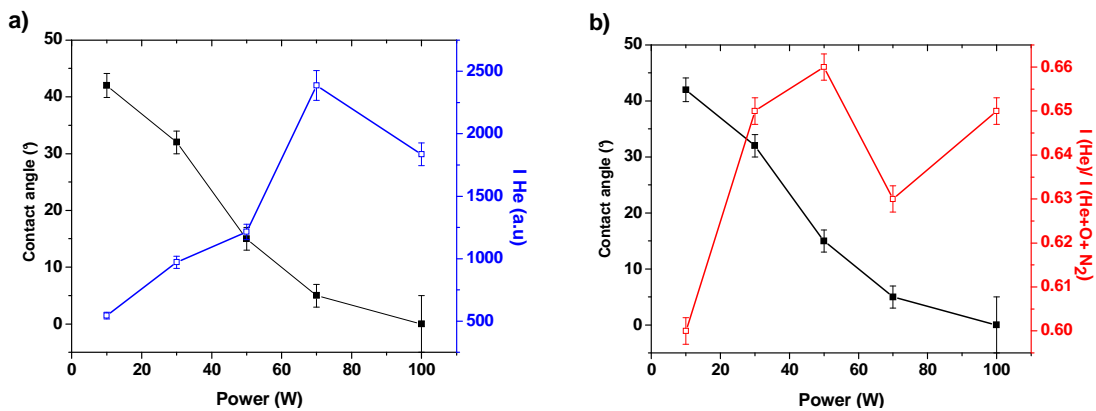 a)
50
40
30
20
10
0
Contact angle (°)
2500
2000
1500
1000
500
I He (a.u)
0 20 40 60 80 100
Power (W)
b)
50
40
30
20
10
0
Contact angle (°)
0.66
0.65
0.64
0.63
0.62
0.61
0.60
I (He)/ I (He+O+ N2)
0 20 40 60 80 100
Power (W)